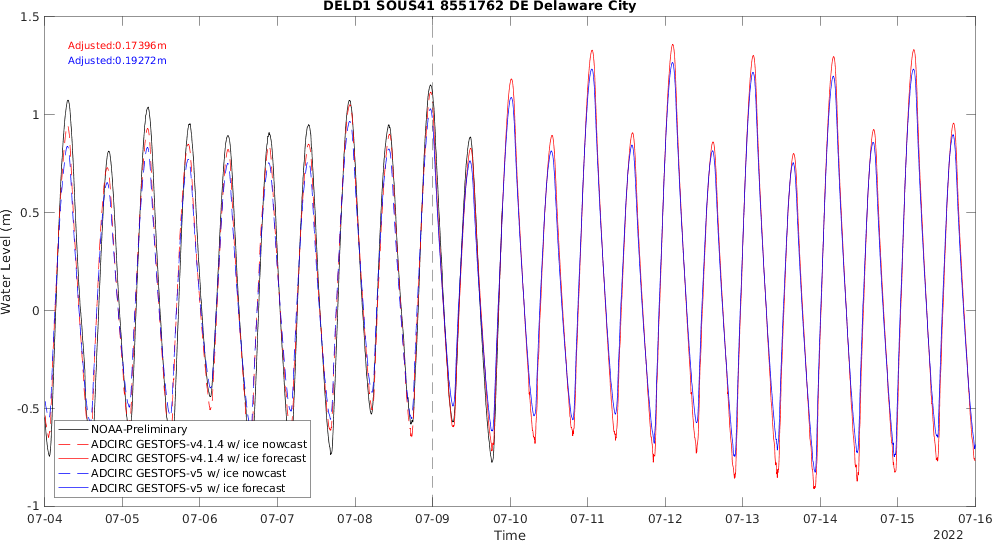 DELD1 SOUS41 8551762 DE Delaware City
Adjusted:0.17396m
Adjusted:0.19272m
1.5
1
0.5
0
-0.5
-1
Water Level (m)
NOAA-Preliminary
ADCIRC GESTOFS-v4.1.4 w/ ice nowcast
ADCIRC GESTOFS-v4.1.4 w/ ice forecast
ADCIRC GESTOFS-v5 w/ ice nowcast
ADCIRC GESTOFS-v5 w/ ice forecast
07-04 07-05 07-06 07-07 07-08 07-09 07-10 07-11 07-12 07-13 07-14 07-15 07-16
Time
2022